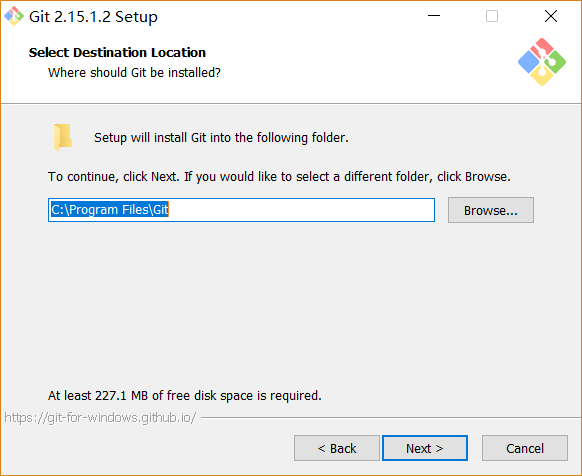 Git 2.15.1.2 Setup
Select Destination Location
Where should Git be installed?
Setup will install Git into the following folder.
To continue, click Next. If you would like to select a different folder, click Browse.
C:\Program Files\Git
Browse...
At least 227.1 MB of free disk space is required.
https://git-for-windows.github.io/
< Back
Next >
Cancel